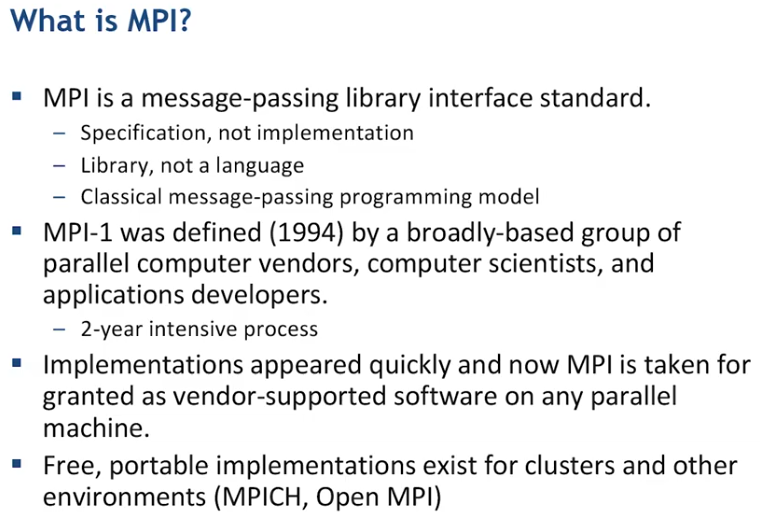 What is MPI?
▪ MPI is a message-passing library interface standard.
– Specification, not implementation
– Library, not a language
– Classical message-passing programming model
▪ MPI-1 was defined (1994) by a broadly-based group of
parallel computer vendors, computer scientists, and
applications developers.
– 2-year intensive process
▪ Implementations appeared quickly and now MPI is taken for
granted as vendor-supported software on any parallel
machine.
▪ Free, portable implementations exist for clusters and other
environments (MPICH, Open MPI)